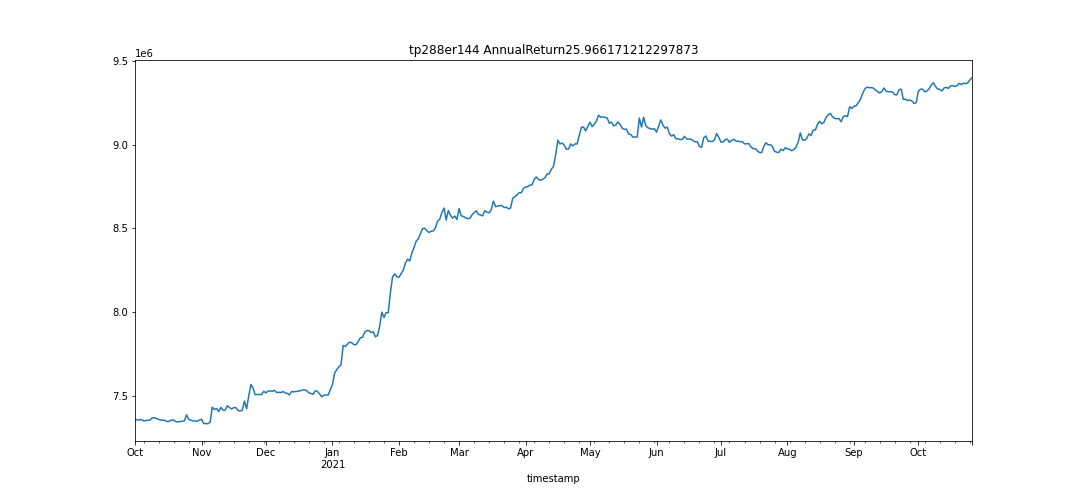 tp288er144 AnnualReturn25.966171212297873
1e6
9.5
9.0
8.5
8.0
7.5
Oct Nov Dec Jan Feb Mar Apr May Jun Jul Aug Sep Oct
2021
timestamp